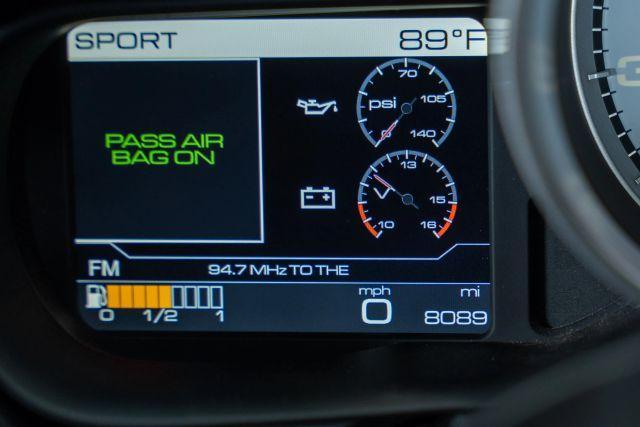 SPORT 89°F
PASS AIR
BAG ON
psi
0 70 105 140
V
10 13 15 16
FM 94.7 MHz TO THE
0 1/2 1
mph
0
mi
8089